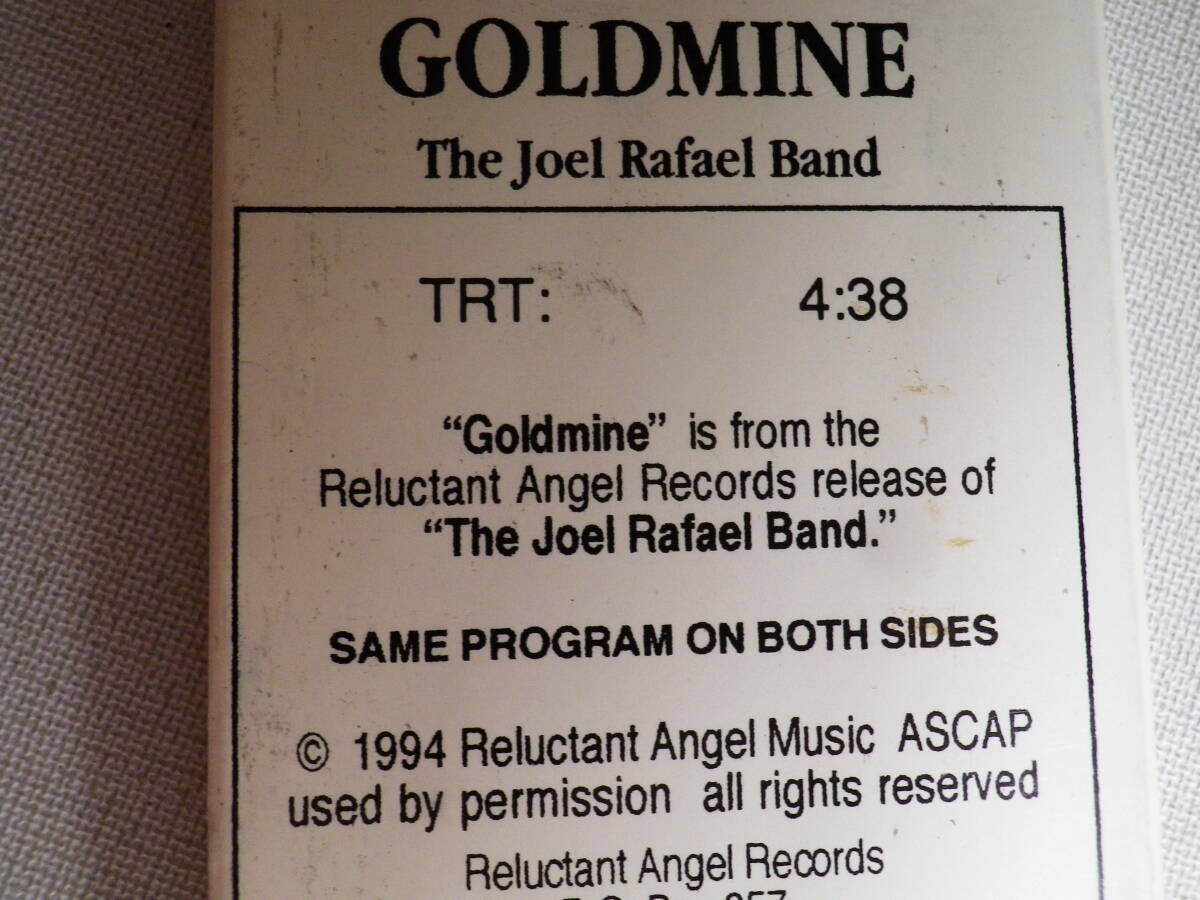 GOLDMINE
The Joel Rafael Band
TRT: 4:38
“Goldmine” is from the
Reluctant Angel Records release of
“The Joel Rafael Band.”
SAME PROGRAM ON BOTH SIDES
© 1994 Reluctant Angel Music ASCAP
used by permission all rights reserved
Reluctant Angel Records